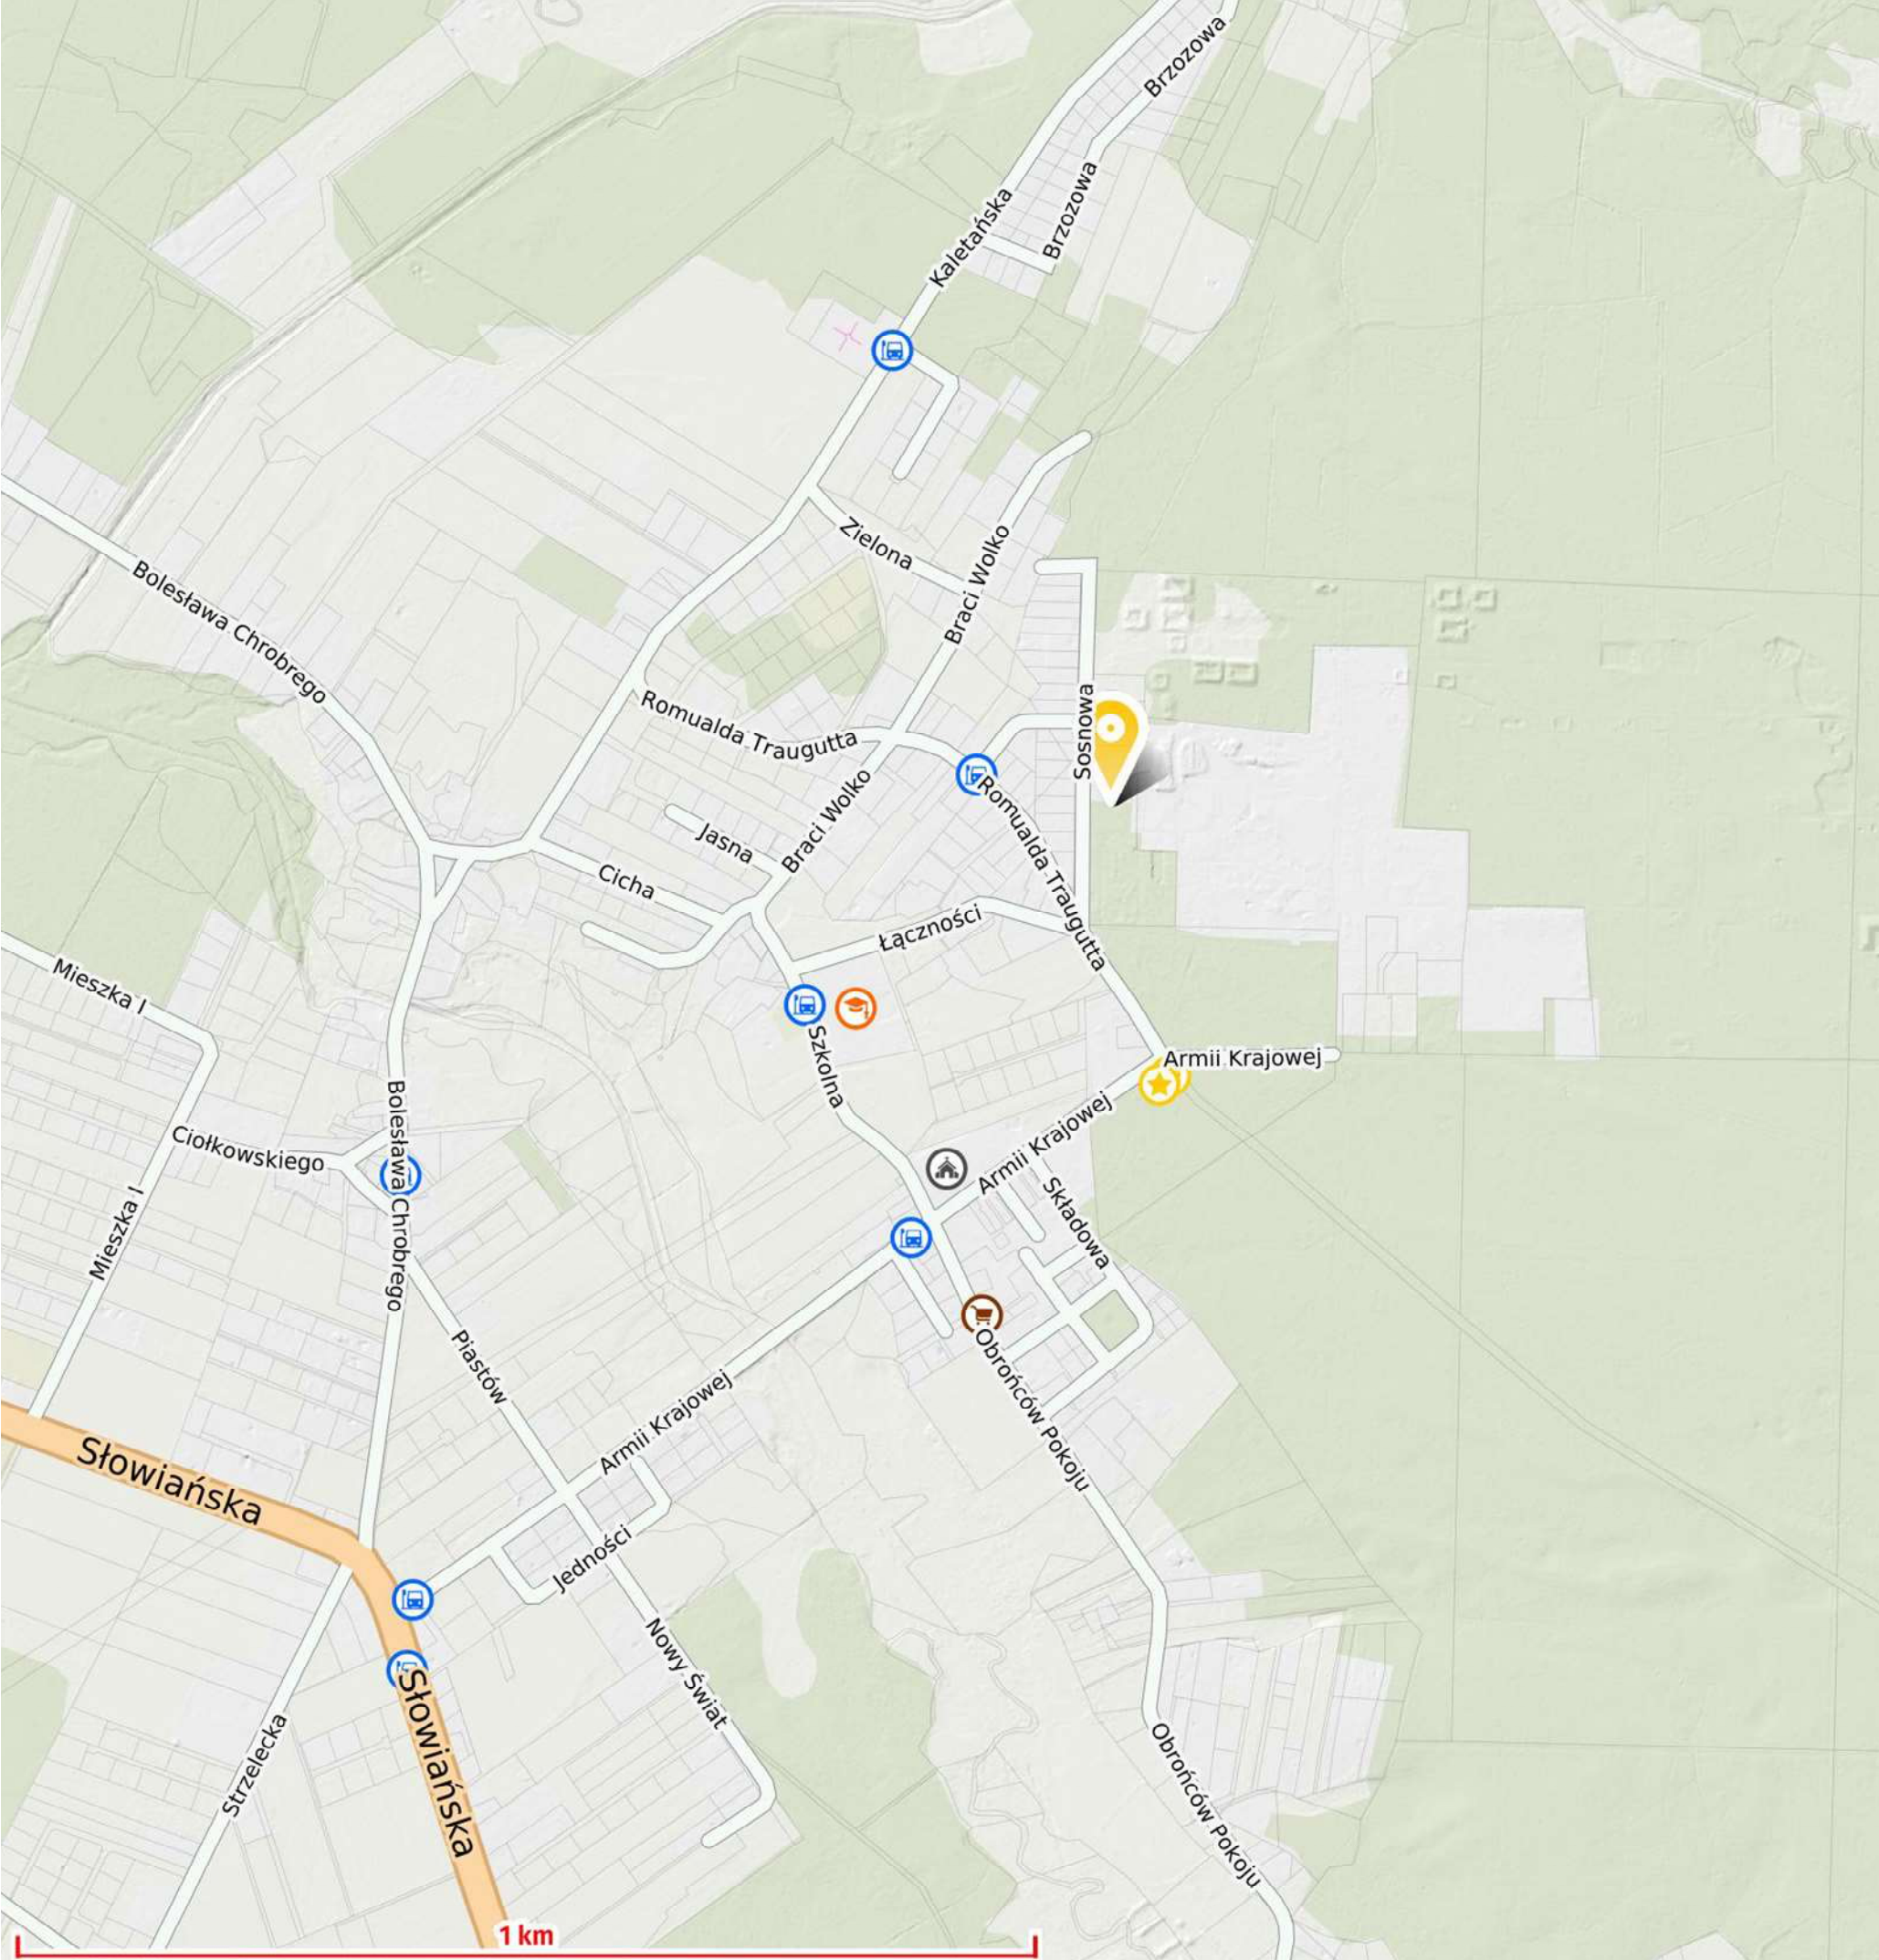 Brzozowa
Brzozowa
Kaletańska
Zielona
Braci Wolko
Bolesława Chrobrego
Romualda Traugutta
Sosnowa
Braci Wolko
Romualda Traugutta
Jasna
Cicha
Łączności
Mieszka I
Szkolna
Armii Krajowej
Bolesława Chrobrego
Ciołkowskiego
Armii Krajowej
Składowa
Mieszka I
Piastów
Obrońców Pokoju
Armii Krajowej
Słowiańska
Jedności
Nowy Świat
Słowiańska
Strzelecka
Obrońców Pokoju
1 km